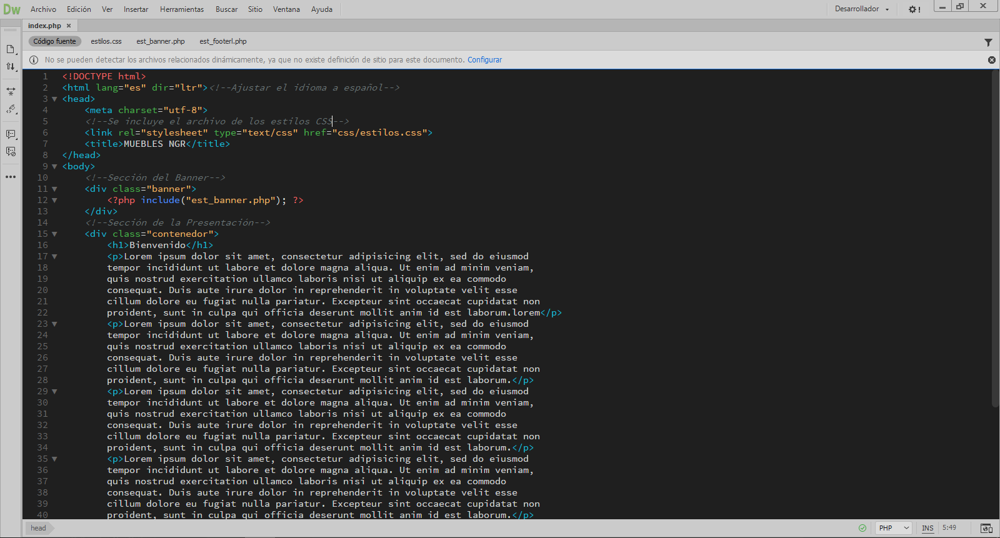 Dw Archivo Edición Ver Insertar Herramientas Buscar Sitio Ventana Ayuda Desarrollador !
index.php
Código fuente estilos.css est_banner.php est_footerl.php
No se pueden detectar los archivos relacionados dinámicamente, ya que no existe definición de sitio para este documento. Configurar
1 <!DOCTYPE html>
2 <html lang="es" dir="ltr"><!--Ajustar el idioma a español-->
3 <head>
4 <meta charset="utf-8">
5 <!--Se incluye el archivo de los estilos CSS-->
6 <link rel="stylesheet" type="text/css" href="css/estilos.css">
7 <title>MUEBLES NGR</title>
8 </head>
9 <body>
10 <!--Sección del Banner-->
11 <div class="banner">
12 <?php include("est_banner.php"); ?>
13 </div>
14 <!--Sección de la Presentación-->
15 <div class="contenedor">
16 <h1>Bienvenido</h1>
17 <p>Lorem ipsum dolor sit amet, consectetur adipisicing elit, sed do eiusmod
18 tempor incididunt ut labore et dolore magna aliqua. Ut enim ad minim veniam,
19 quis nostrud exercitation ullamco laboris nisi ut aliquip ex ea commodo
20 consequat. Duis aute irure dolor in reprehenderit in voluptate velit esse
21 cillum dolore eu fugiat nulla pariatur. Excepteur sint occaecat cupidatat non
22 proident, sunt in culpa qui officia deserunt mollit anim id est laborum.lorem</p>
23 <p>Lorem ipsum dolor sit amet, consectetur adipisicing elit, sed do eiusmod
24 tempor incididunt ut labore et dolore magna aliqua. Ut enim ad minim veniam,
25 quis nostrud exercitation ullamco laboris nisi ut aliquip ex ea commodo
26 consequat. Duis aute irure dolor in reprehenderit in voluptate velit esse
27 cillum dolore eu fugiat nulla pariatur. Excepteur sint occaecat cupidatat non
28 proident, sunt in culpa qui officia deserunt mollit anim id est laborum.</p>
29 <p>Lorem ipsum dolor sit amet, consectetur adipisicing elit, sed do eiusmod
30 tempor incididunt ut labore et dolore magna aliqua. Ut enim ad minim veniam,
31 quis nostrud exercitation ullamco laboris nisi ut aliquip ex ea commodo
32 consequat. Duis aute irure dolor in reprehenderit in voluptate velit esse
33 cillum dolore eu fugiat nulla pariatur. Excepteur sint occaecat cupidatat non
34 proident, sunt in culpa qui officia deserunt mollit anim id est laborum.</p>
35 <p>Lorem ipsum dolor sit amet, consectetur adipisicing elit, sed do eiusmod
36 tempor incididunt ut labore et dolore magna aliqua. Ut enim ad minim veniam,
37 quis nostrud exercitation ullamco laboris nisi ut aliquip ex ea commodo
38 consequat. Duis aute irure dolor in reprehenderit in voluptate velit esse
39 cillum dolore eu fugiat nulla pariatur. Excepteur sint occaecat cupidatat non
40 proident, sunt in culpa qui officia deserunt mollit anim id est laborum.</p>
head PHP INS 5:49